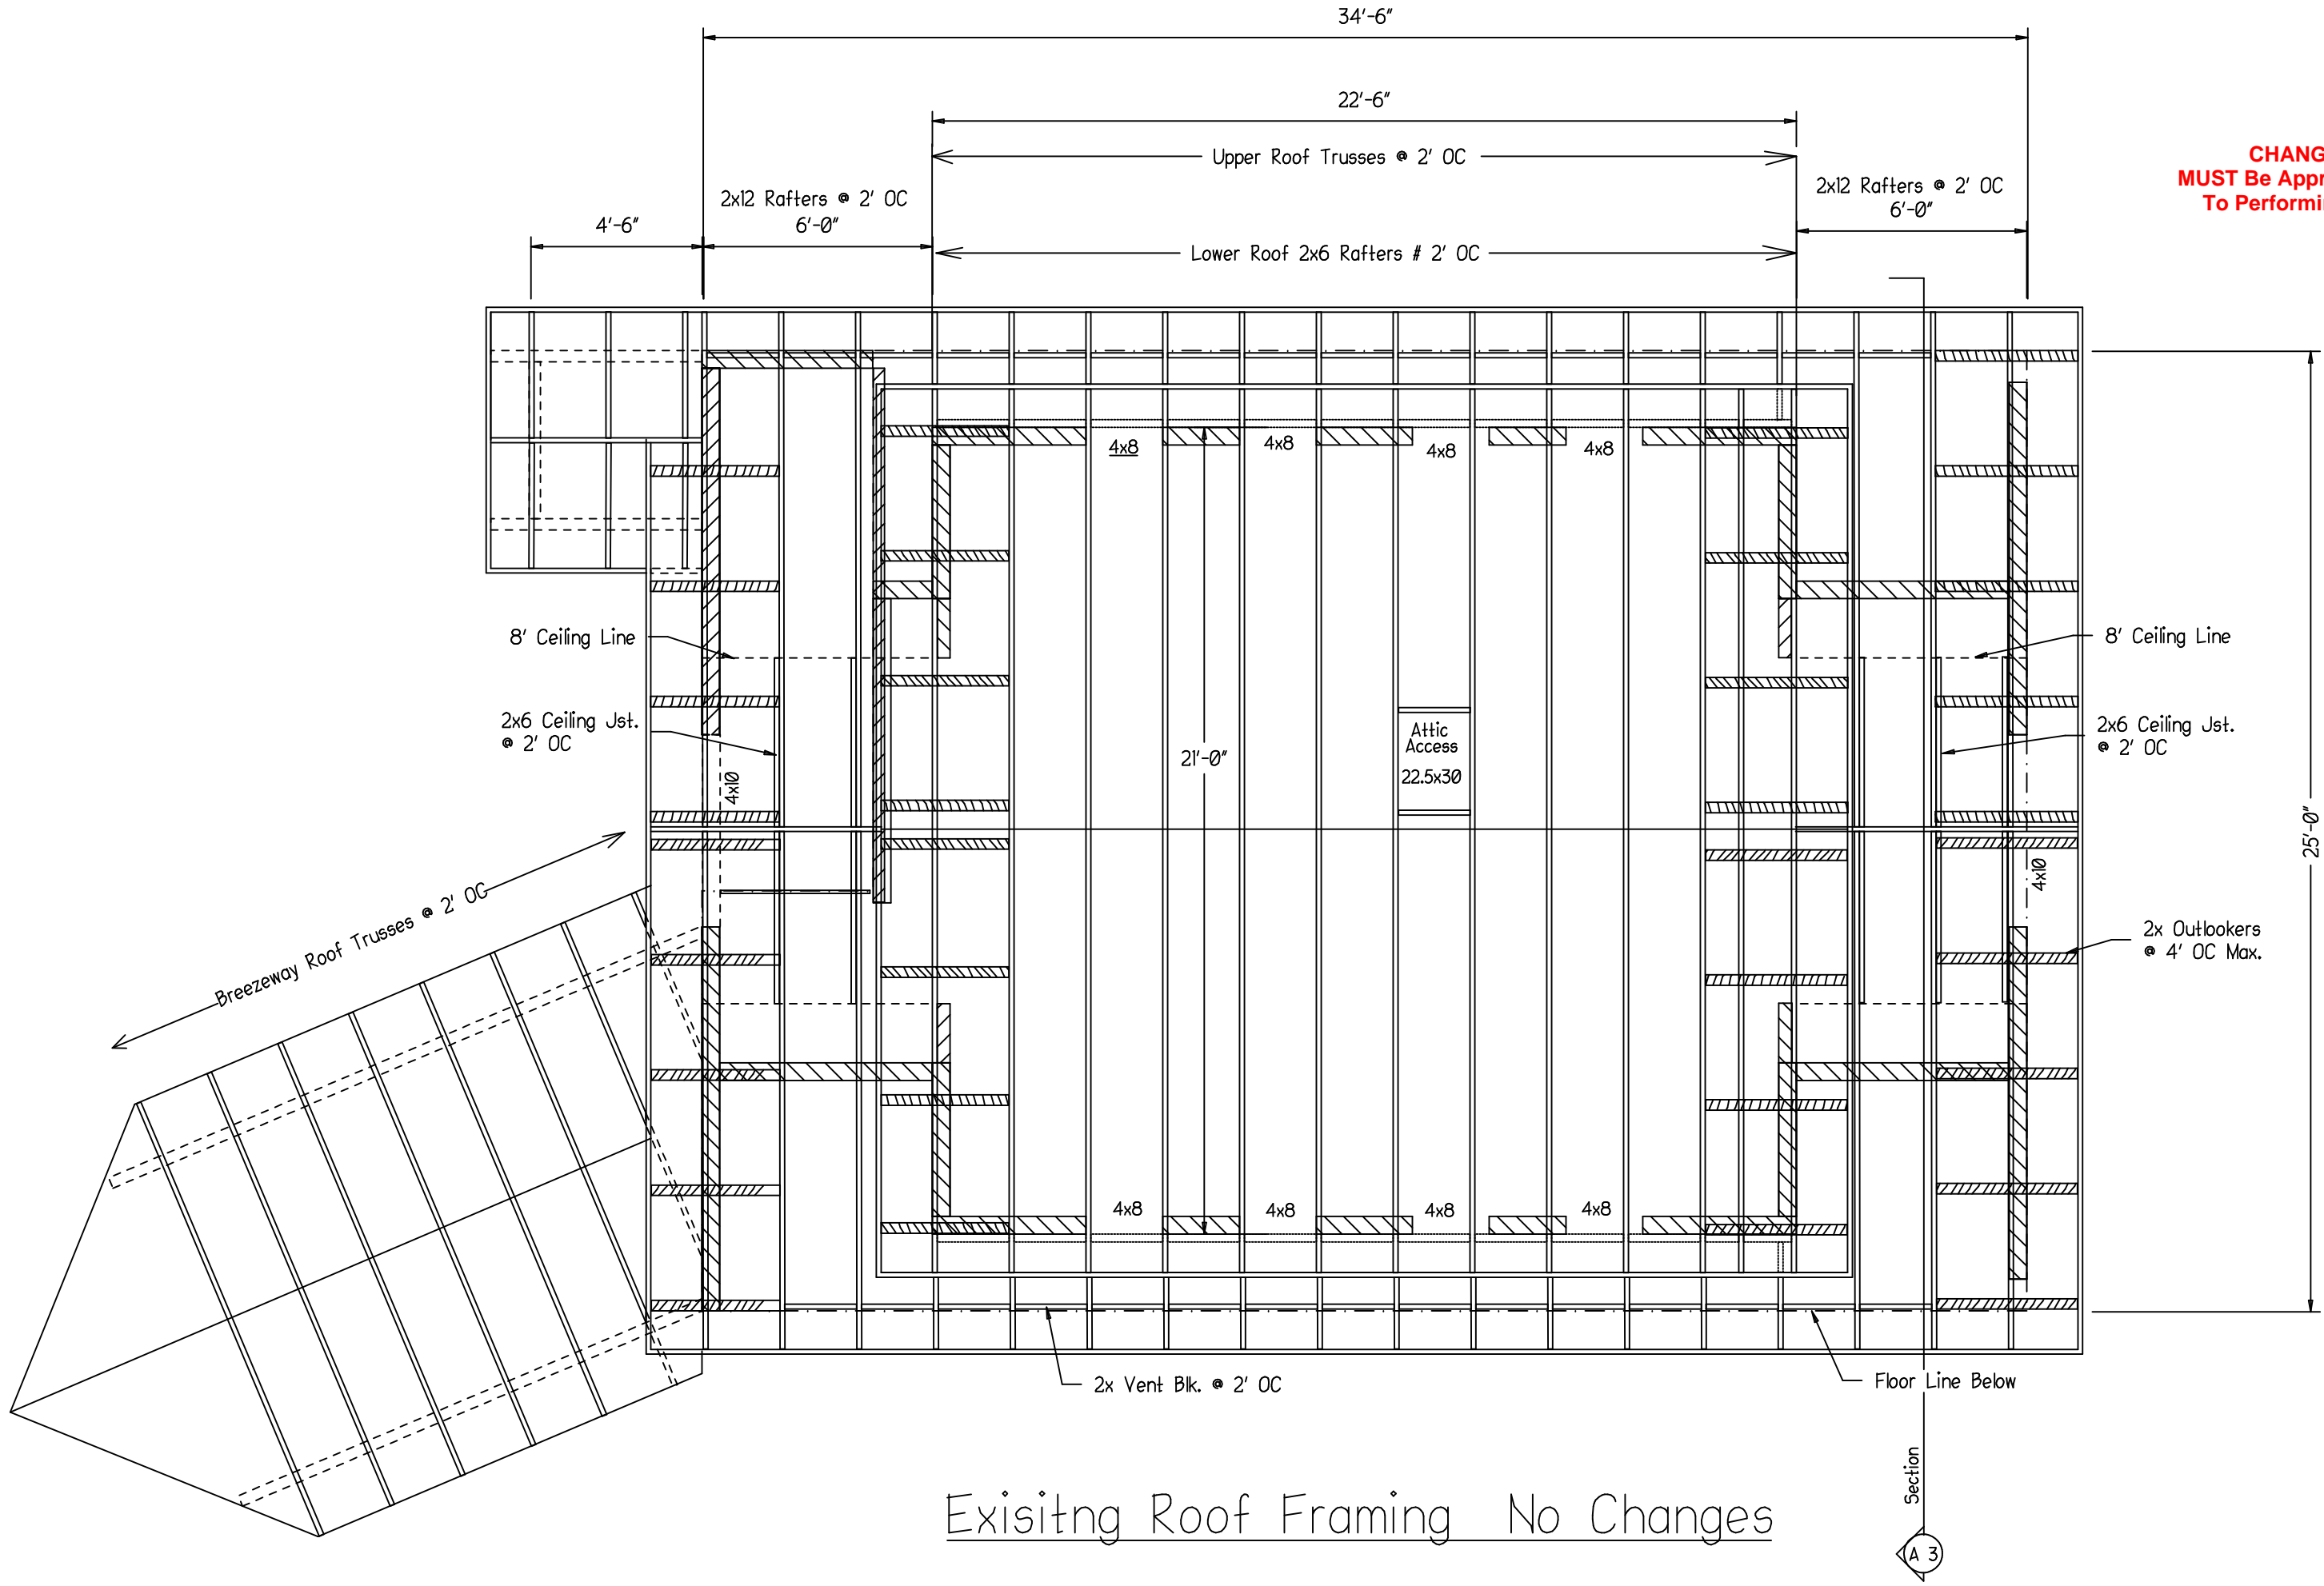 34'-6"
22'-6"
Upper Roof Trusses @ 2' OC
CHANG
MUST Be Appr
To Performi
2x12 Rafters @ 2' OC
6'-0"
2x12 Rafters @ 2' OC
6'-0"
4'-6"
Lower Roof 2x6 Rafters # 2' OC
4x8
4x8
4x8
4x8
8' Ceiling Line
8' Ceiling Line
2x6 Ceiling Jst.
@ 2' OC
4x10
21'-0"
Attic
Access
22.5x30
2x6 Ceiling Jst.
@ 2' OC
25'-0"
4x10
Breezeway Roof Trusses @ 2' OC
2x Outlookers
@ 4' OC Max.
4x8
4x8
4x8
4x8
2x Vent Blk. @ 2' OC
Floor Line Below
Section
Exisitng Roof Framing No Changes
A 3